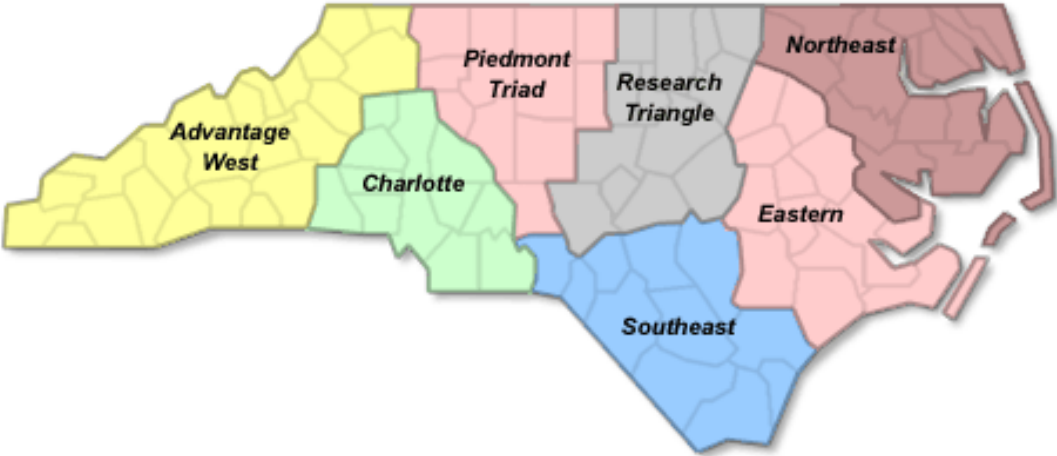 Piedmont
Triad
Research
Triangle
Northeast
Advantage
West
Charlotte
Eastern
Southeast